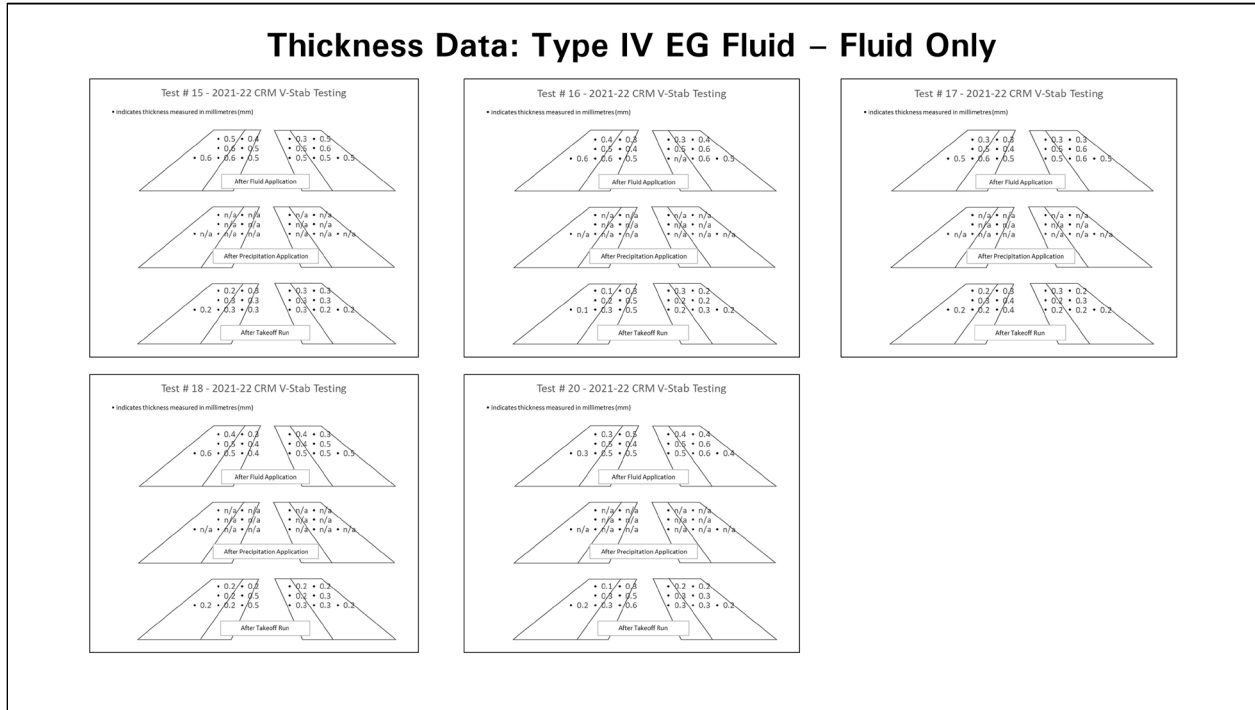 Thickness Data: Type IV EG Fluid – Fluid Only
Test # 15 - 2021-22 CRM V-Stab Testing
• indicates thickness measured in millimetres (mm)
• 0.5 • 0.4 • 0.3 • 0.5
• 0.6 • 0.5 • 0.5 • 0.6
• 0.6 • 0.6 • 0.5 • 0.5 • 0.5 • 0.5
After Fluid Application
• n/a • n/a • n/a • n/a
• n/a • n/a • n/a • n/a
• n/a • n/a • n/a • n/a • n/a • n/a
After Precipitation Application
• 0.2 • 0.3 • 0.3 • 0.3
• 0.3 • 0.3 • 0.3 • 0.3
• 0.2 • 0.3 • 0.3 • 0.3 • 0.2 • 0.2
After Takeoff Run
Test # 16 - 2021-22 CRM V-Stab Testing
• indicates thickness measured in millimetres (mm)
• 0.4 • 0.3 • 0.3 • 0.4
• 0.5 • 0.4 • 0.5 • 0.6
• 0.6 • 0.6 • 0.5 • n/a • 0.6 • 0.5
After Fluid Application
• n/a • n/a • n/a • n/a
• n/a • n/a • n/a • n/a
• n/a • n/a • n/a • n/a • n/a • n/a
After Precipitation Application
• 0.1 • 0.3 • 0.3 • 0.2
• 0.2 • 0.5 • 0.2 • 0.2
• 0.1 • 0.3 • 0.5 • 0.2 • 0.3 • 0.2
After Takeoff Run
Test # 17 - 2021-22 CRM V-Stab Testing
• indicates thickness measured in millimetres (mm)
• 0.3 • 0.3 • 0.3 • 0.3
• 0.5 • 0.4 • 0.5 • 0.6
• 0.5 • 0.6 • 0.5 • 0.5 • 0.6 • 0.5
After Fluid Application
• n/a • n/a • n/a • n/a
• n/a • n/a • n/a • n/a
• n/a • n/a • n/a • n/a • n/a • n/a
After Precipitation Application
• 0.2 • 0.3 • 0.3 • 0.2
• 0.3 • 0.4 • 0.2 • 0.3
• 0.2 • 0.2 • 0.4 • 0.2 • 0.2 • 0.2
After Takeoff Run
Test # 18 - 2021-22 CRM V-Stab Testing
• indicates thickness measured in millimetres (mm)
• 0.4 • 0.3 • 0.4 • 0.3
• 0.5 • 0.4 • 0.4 • 0.5
• 0.6 • 0.5 • 0.4 • 0.5 • 0.5 • 0.5
After Fluid Application
• n/a • n/a • n/a • n/a
• n/a • n/a • n/a • n/a
• n/a • n/a • n/a • n/a • n/a • n/a
After Precipitation Application
• 0.2 • 0.2 • 0.2 • 0.2
• 0.2 • 0.5 • 0.2 • 0.3
• 0.2 • 0.2 • 0.5 • 0.3 • 0.3 • 0.2
After Takeoff Run
Test # 20 - 2021-22 CRM V-Stab Testing
• indicates thickness measured in millimetres (mm)
• 0.3 • 0.5 • 0.4 • 0.4
• 0.5 • 0.4 • 0.5 • 0.6
• 0.3 • 0.5 • 0.5 • 0.5 • 0.6 • 0.4
After Fluid Application
• n/a • n/a • n/a • n/a
• n/a • n/a • n/a • n/a
• n/a • n/a • n/a • n/a • n/a • n/a
After Precipitation Application
• 0.1 • 0.3 • 0.2 • 0.2
• 0.3 • 0.5 • 0.3 • 0.3
• 0.2 • 0.3 • 0.6 • 0.3 • 0.3 • 0.2
After Takeoff Run